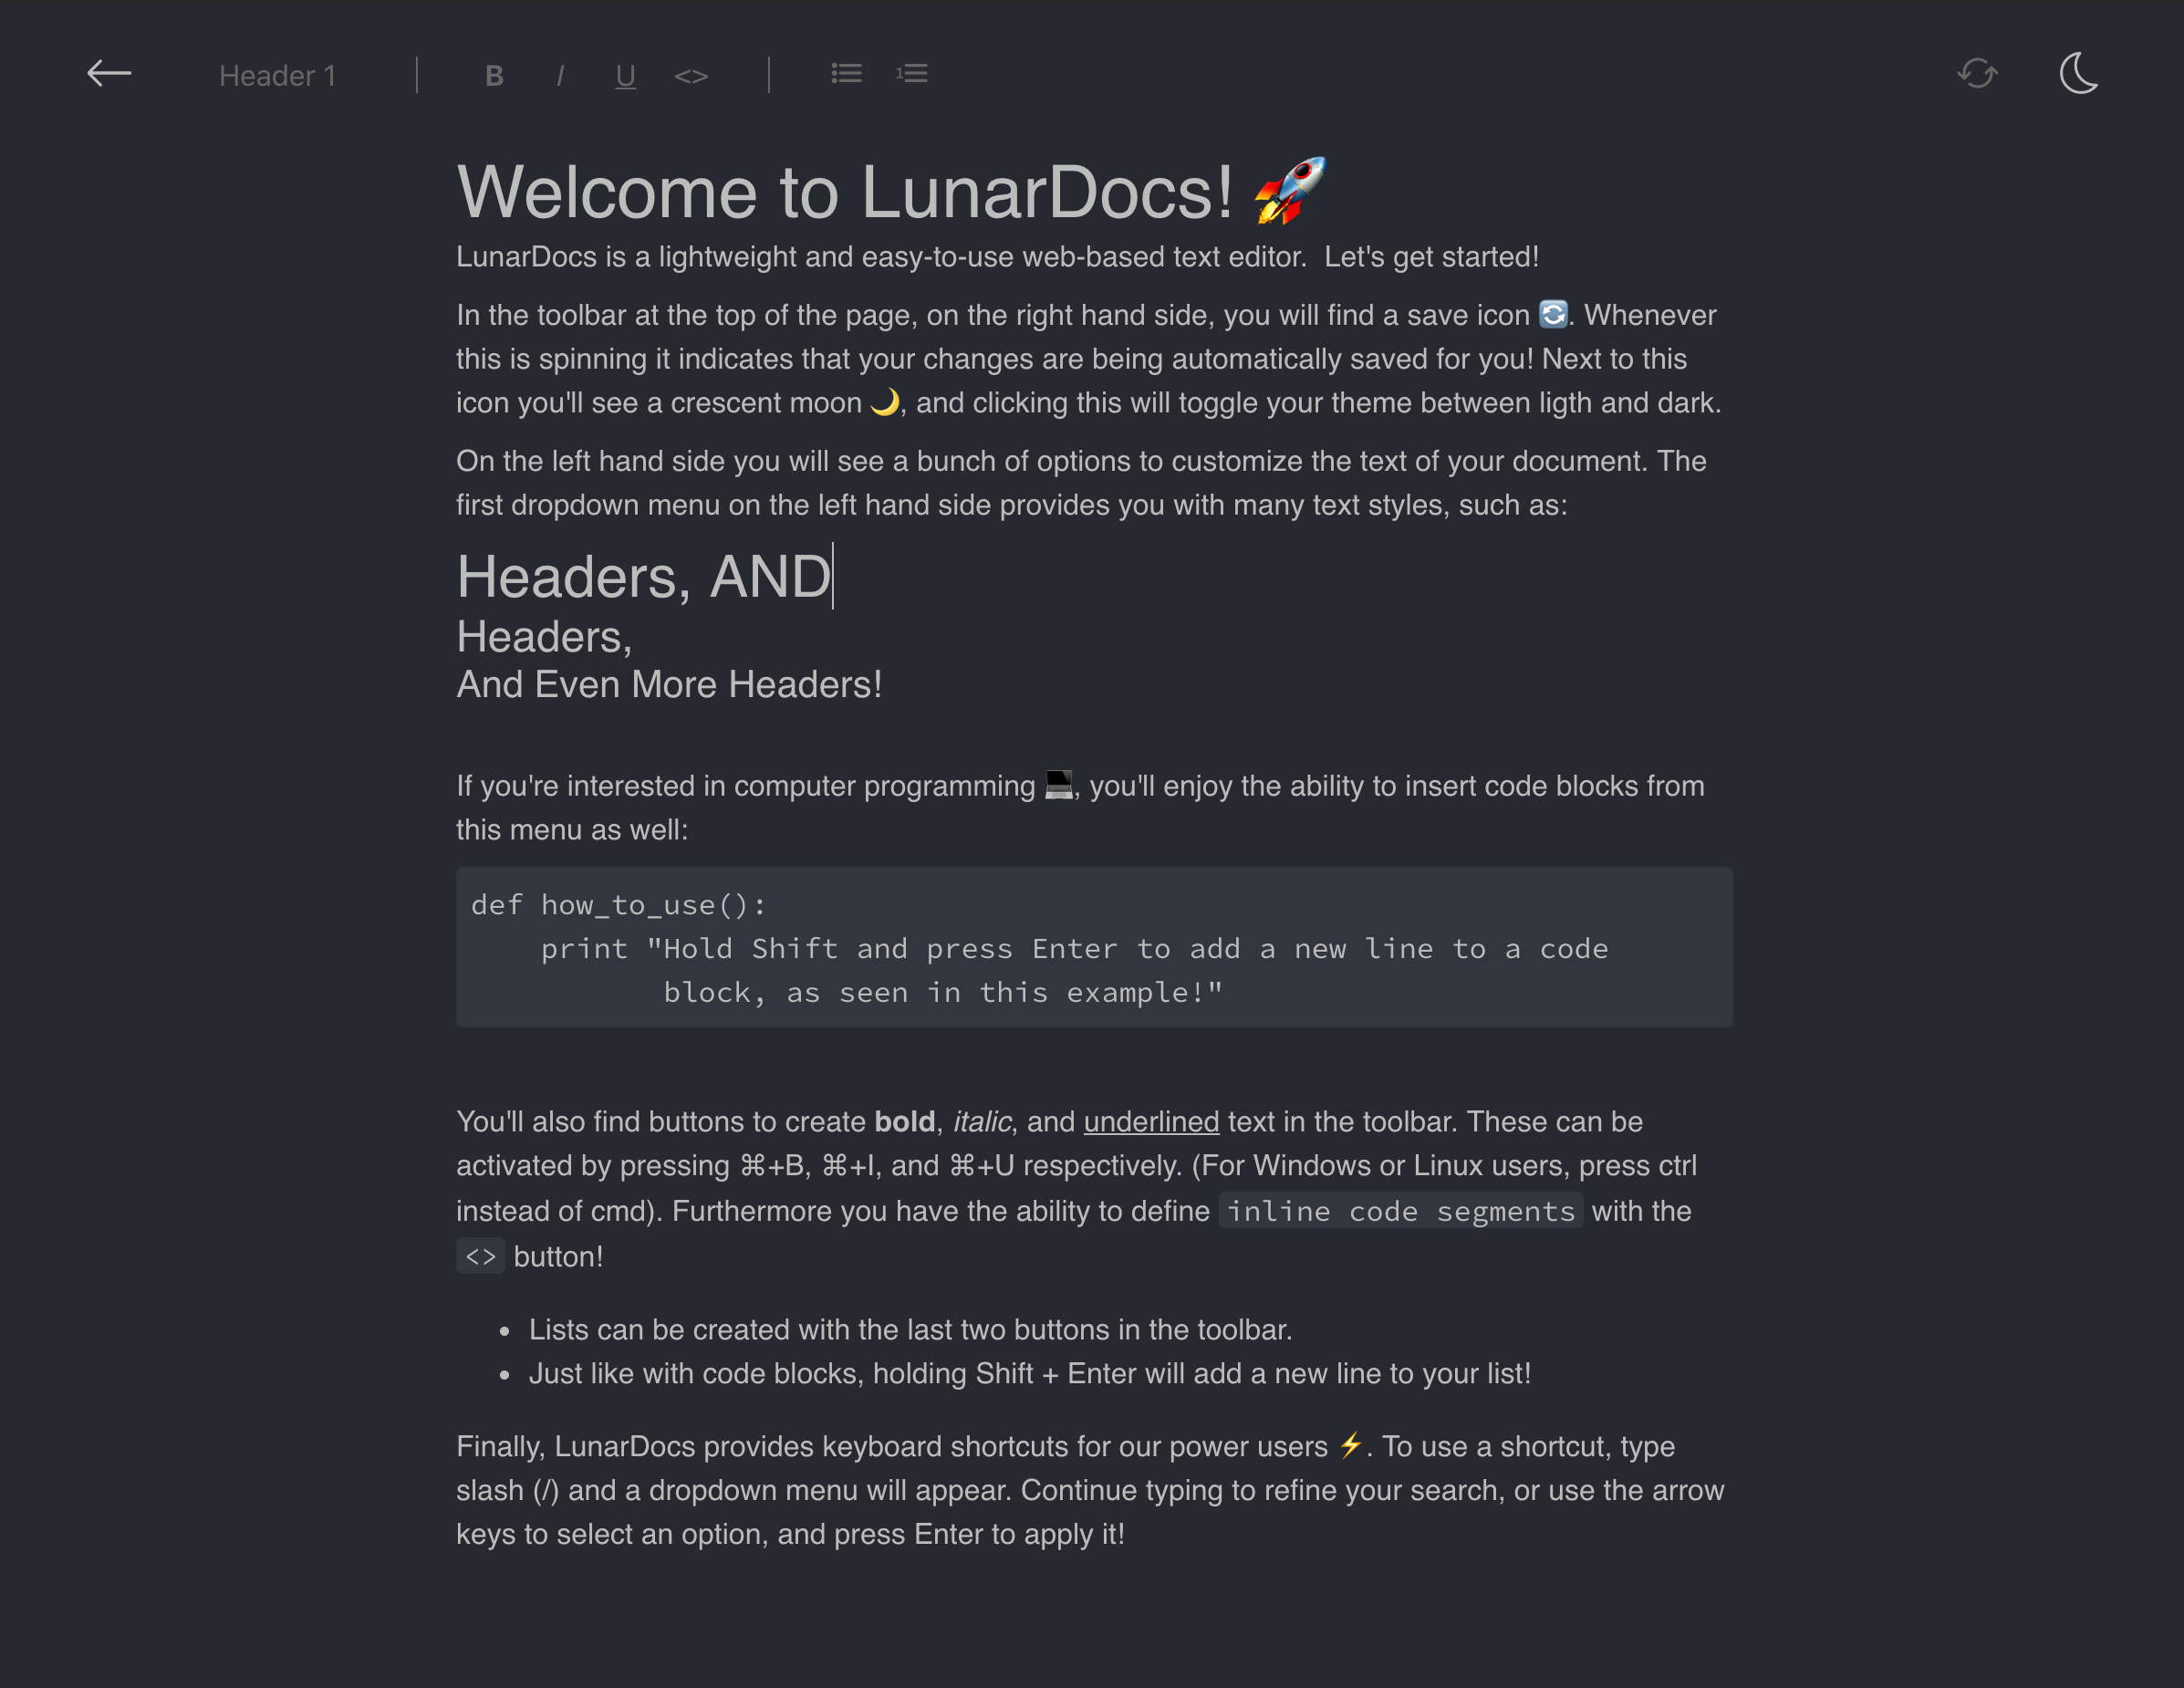 Header 1 B I U <>
Welcome to LunarDocs! 🚀
LunarDocs is a lightweight and easy-to-use web-based text editor.  Let's get started!
In the toolbar at the top of the page, on the right hand side, you will find a save icon 🔄. Whenever
this is spinning it indicates that your changes are being automatically saved for you! Next to this
icon you'll see a crescent moon 🌙, and clicking this will toggle your theme between ligth and dark.
On the left hand side you will see a bunch of options to customize the text of your document. The
first dropdown menu on the left hand side provides you with many text styles, such as:
Headers, AND
Headers,
And Even More Headers!
If you're interested in computer programming 💻, you'll enjoy the ability to insert code blocks from
this menu as well:
def how_to_use():
    print "Hold Shift and press Enter to add a new line to a code
           block, as seen in this example!"
You'll also find buttons to create bold, italic, and underlined text in the toolbar. These can be
activated by pressing ⌘+B, ⌘+I, and ⌘+U respectively. (For Windows or Linux users, press ctrl
instead of cmd). Furthermore you have the ability to define inline code segments with the
<> button!
• Lists can be created with the last two buttons in the toolbar.
• Just like with code blocks, holding Shift + Enter will add a new line to your list!
Finally, LunarDocs provides keyboard shortcuts for our power users ⚡. To use a shortcut, type
slash (/) and a dropdown menu will appear. Continue typing to refine your search, or use the arrow
keys to select an option, and press Enter to apply it!